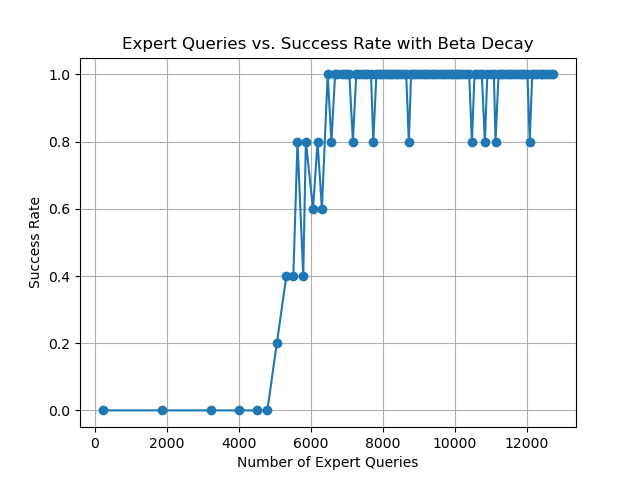 Expert Queries vs. Success Rate with Beta Decay
1.0
0.8
0.6
0.4
0.2
0.0
Success Rate
0 2000 4000 6000 8000 10000 12000
Number of Expert Queries